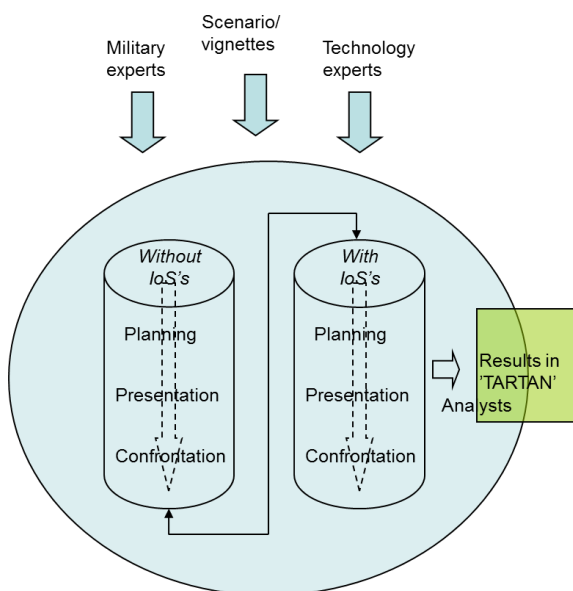 Scenario/
vignettes
Military
experts
Technology
experts
Without
IoS's
Planning
Presentation
Confrontation
With
IoS's
Planning
Presentation
Confrontation
Results in
'TARTAN'
Analysts